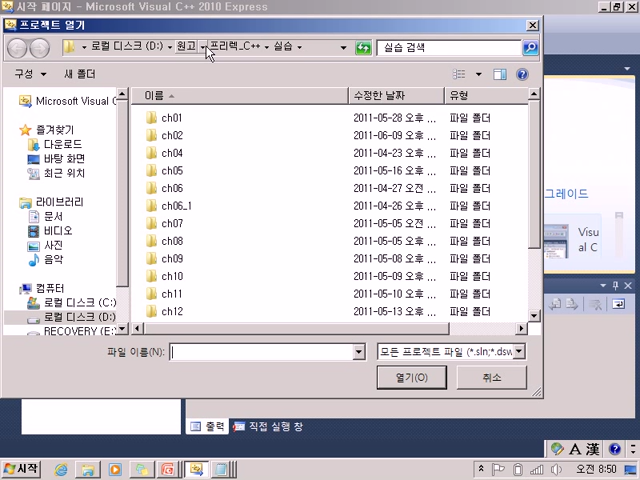 시작 페이지 - Microsoft Visual C++ 2010 Express
프로젝트 열기
로컬 디스크 (D:) 원고 프리렉_C++ 실습
실습 검색
구성 새 폴더
이름 수정한 날짜 유형
Microsoft Visual C
즐겨찾기
다운로드
바탕 화면
최근 위치
라이브러리
문서
비디오
사진
음악
컴퓨터
로컬 디스크 (C:)
로컬 디스크 (D:)
RECOVERY (E:
ch01 2011-05-28 오후 ... 파일 폴더
ch02 2011-06-09 오후 ... 파일 폴더
ch04 2011-04-23 오후 ... 파일 폴더
ch05 2011-05-16 오후 ... 파일 폴더
ch06 2011-04-27 오전 ... 파일 폴더
ch06_1 2011-04-26 오후 ... 파일 폴더
ch07 2011-05-05 오전 ... 파일 폴더
ch08 2011-05-05 오후 ... 파일 폴더
ch09 2011-05-08 오후 ... 파일 폴더
ch10 2011-05-09 오후 ... 파일 폴더
ch11 2011-05-10 오후 ... 파일 폴더
ch12 2011-05-13 오후 ... 파일 폴더
파일 이름(N):
모든 프로젝트 파일 (*.sln;*.dsw
열기(O) 취소
그레이드
Visu
al C
출력 직접 실행 창
A 漢
시작 오전 8:50